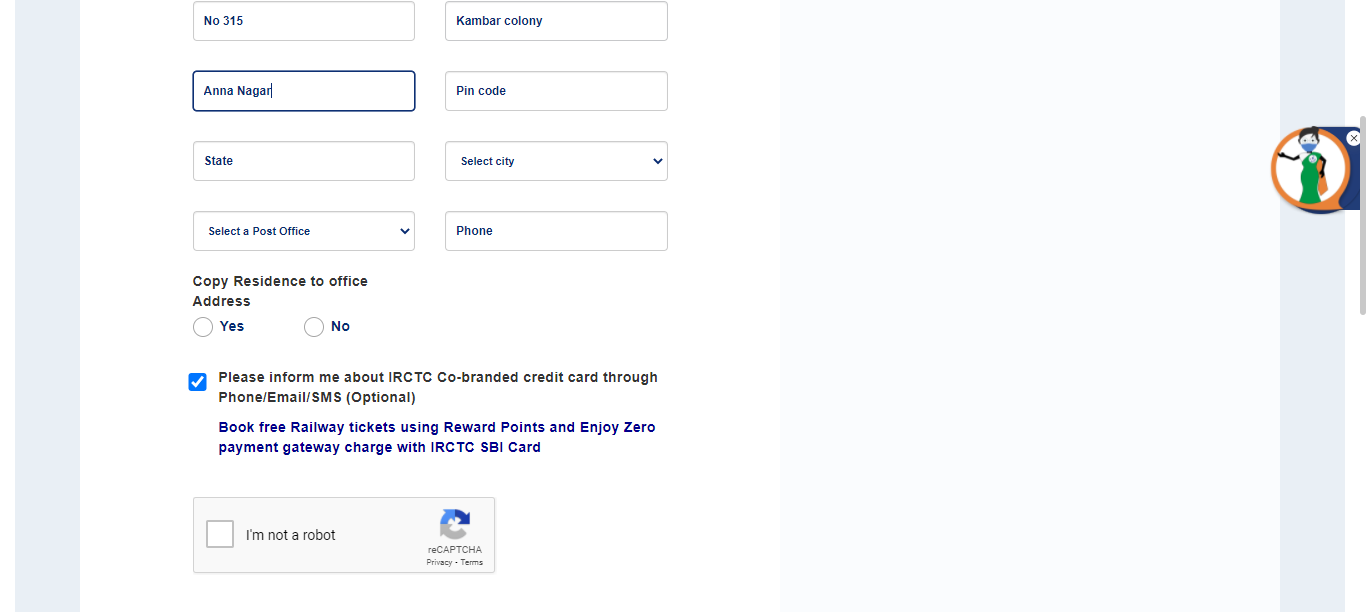 No 315
Kambar colony
Anna Nagar
Pin code
State
Select city
Select a Post Office
Phone
Copy Residence to office
Address
Yes
No
Please inform me about IRCTC Co-branded credit card through
Phone/Email/SMS (Optional)
Book free Railway tickets using Reward Points and Enjoy Zero
payment gateway charge with IRCTC SBI Card
I'm not a robot
reCAPTCHA
Privacy - Terms